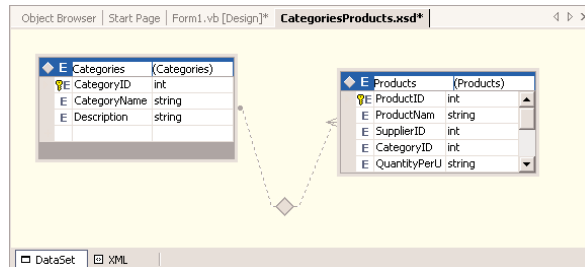 Object Browser | Start Page | Form1.vb [Design]* | CategoriesProducts.xsd*
E Categories (Categories)
E CategoryID int
E CategoryName string
E Description string
E Products (Products)
E ProductID int
E ProductNam string
E SupplierID int
E CategoryID int
E QuantityPerU string
DataSet XML